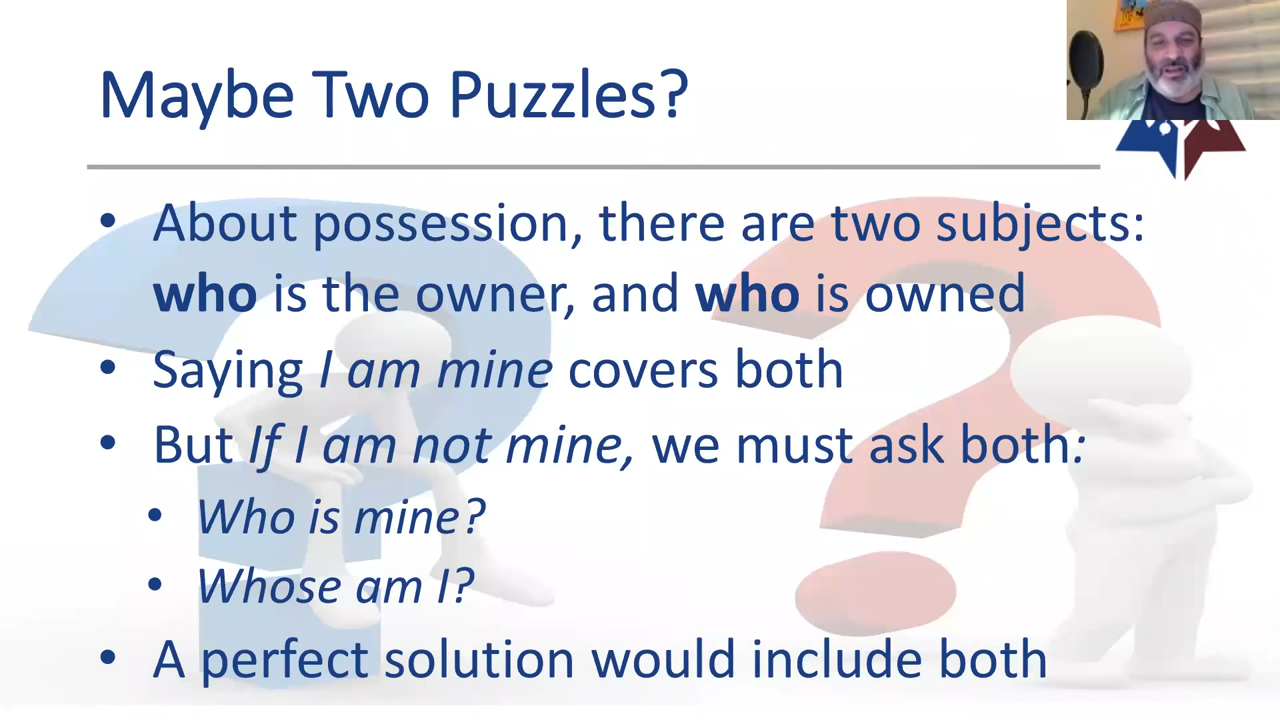 Maybe Two Puzzles?
• About possession, there are two subjects:
who is the owner, and who is owned
• Saying I am mine covers both
• But If I am not mine, we must ask both:
• Who is mine?
• Whose am I?
• A perfect solution would include both